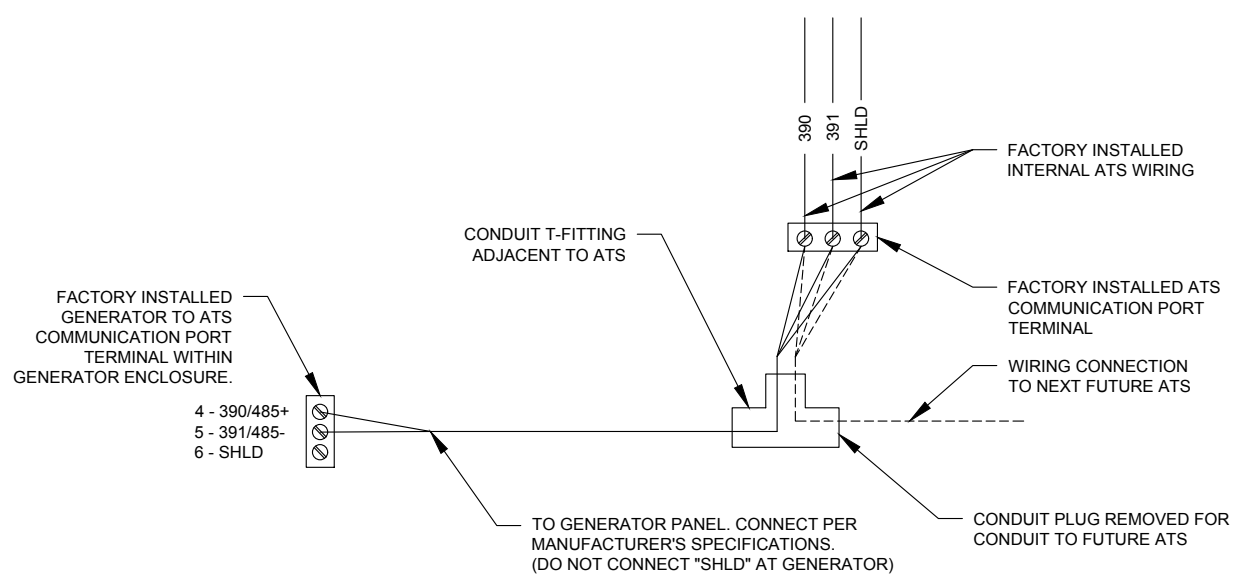 390
391
SHLD
FACTORY INSTALLED
INTERNAL ATS WIRING
CONDUIT T-FITTING
ADJACENT TO ATS
FACTORY INSTALLED
GENERATOR TO ATS
COMMUNICATION PORT
TERMINAL WITHIN
GENERATOR ENCLOSURE.
FACTORY INSTALLED ATS
COMMUNICATION PORT
TERMINAL
WIRING CONNECTION
TO NEXT FUTURE ATS
4 - 390/485+
5 - 391/485-
6 - SHLD
TO GENERATOR PANEL. CONNECT PER
MANUFACTURER'S SPECIFICATIONS.
(DO NOT CONNECT "SHLD" AT GENERATOR)
CONDUIT PLUG REMOVED FOR
CONDUIT TO FUTURE ATS